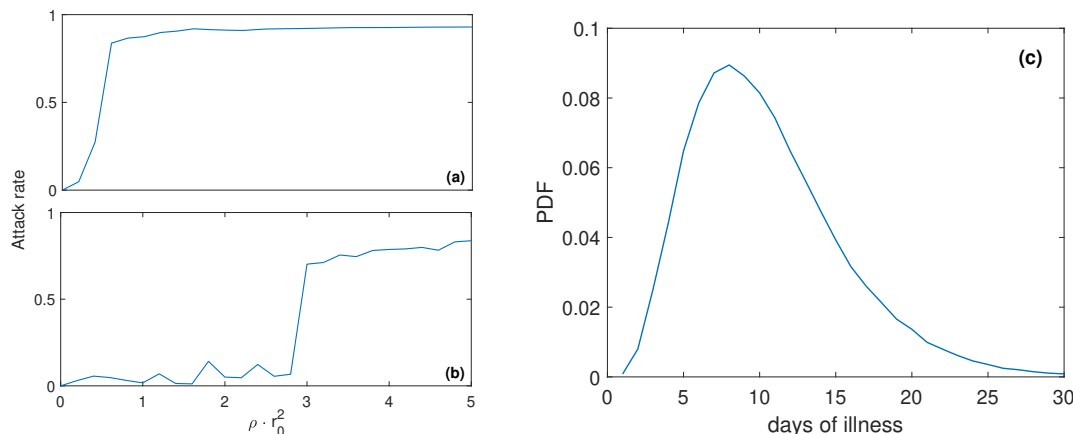 Attack rate
1
0.5
0
(a)
1
0.5
0
(b)
0 1 2 3 4 5
ρ · r₀²
0.1
0.08
0.06
0.04
0.02
0
(c)
PDF
0 5 10 15 20 25 30
days of illness